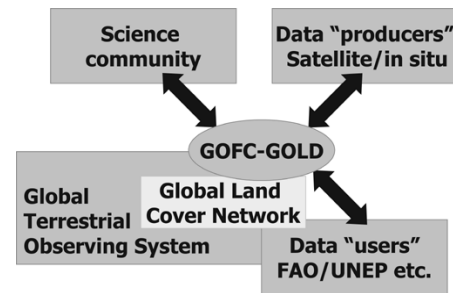 Science
community
Data “producers”
Satellite/in situ
GOFC-GOLD
Global Land
Cover Network
Global
Terrestrial
Observing System
Data “users”
FAO/UNEP etc.